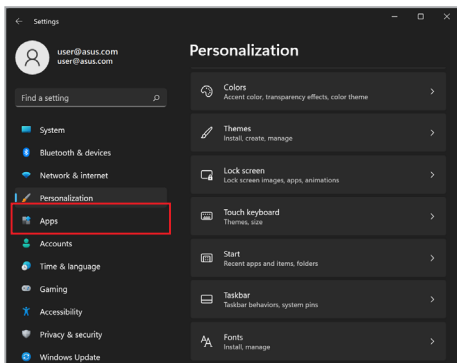 Settings
user@asus.com
user@asus.com
Find a setting
System
Bluetooth & devices
Network & internet
Personalization
Apps
Accounts
Time & language
Gaming
Accessibility
Privacy & security
Windows Update
Personalization
Colors
Accent color, transparency effects, color theme
Themes
Install, create, manage
Lock screen
Lock screen images, apps, animations
Touch keyboard
Themes, size
Start
Recent apps and items, folders
Taskbar
Taskbar behaviors, system pins
Fonts
Install, manage